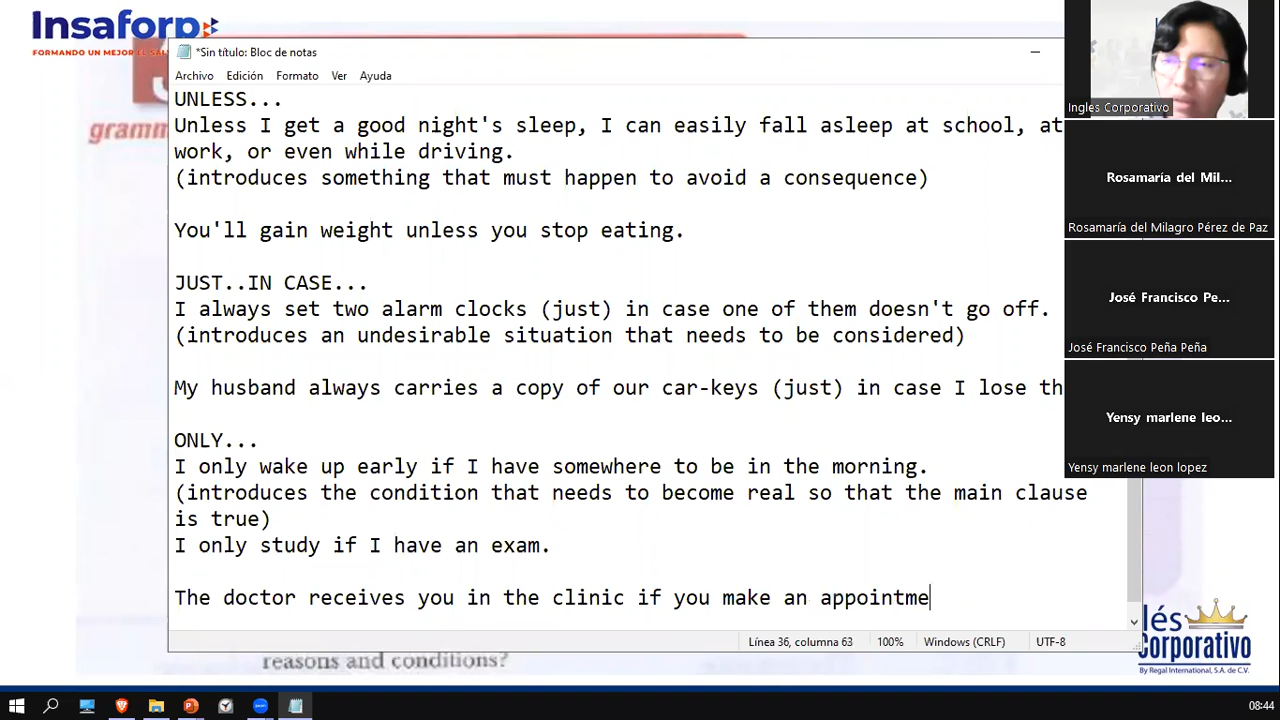 Insaforp
FORMANDO UN MEJOR EL SAL
gramm
*Sin título: Bloc de notas
Archivo Edición Formato Ver Ayuda
UNLESS...
Unless I get a good night's sleep, I can easily fall asleep at school, at
work, or even while driving.
(introduces something that must happen to avoid a consequence)
You'll gain weight unless you stop eating.
JUST..IN CASE...
I always set two alarm clocks (just) in case one of them doesn't go off.
(introduces an undesirable situation that needs to be considered)
My husband always carries a copy of our car-keys (just) in case I lose th
ONLY...
I only wake up early if I have somewhere to be in the morning.
(introduces the condition that needs to become real so that the main clause
is true)
I only study if I have an exam.
The doctor receives you in the clinic if you make an appointme
Línea 36, columna 63 100% Windows (CRLF) UTF-8
reasons and conditions?
Ingles Corporativo
Rosamaría del Mil...
Rosamaría del Milagro Pérez de Paz
José Francisco Pe...
José Francisco Peña Peña
Yensy marlene leo...
Yensy marlene leon lopez
lés
Corporativo
By Regal International, S.A. de C.V.
08:44